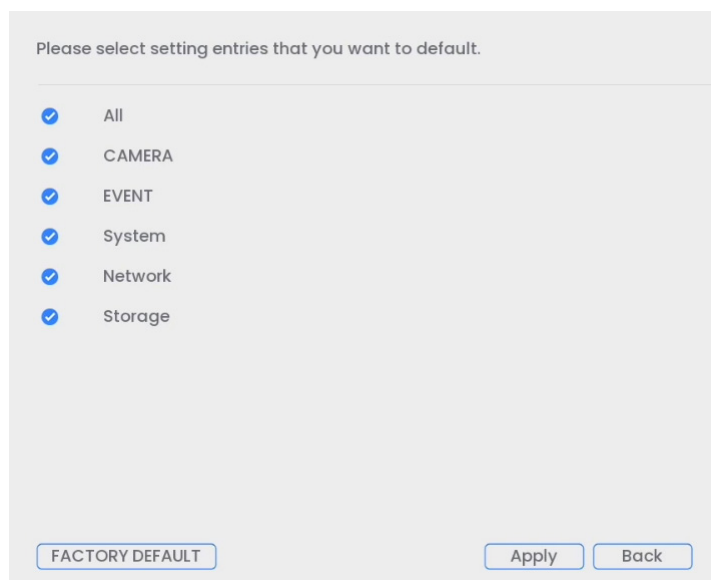 Please select setting entries that you want to default.
All
CAMERA
EVENT
System
Network
Storage
FACTORY DEFAULT
Apply
Back